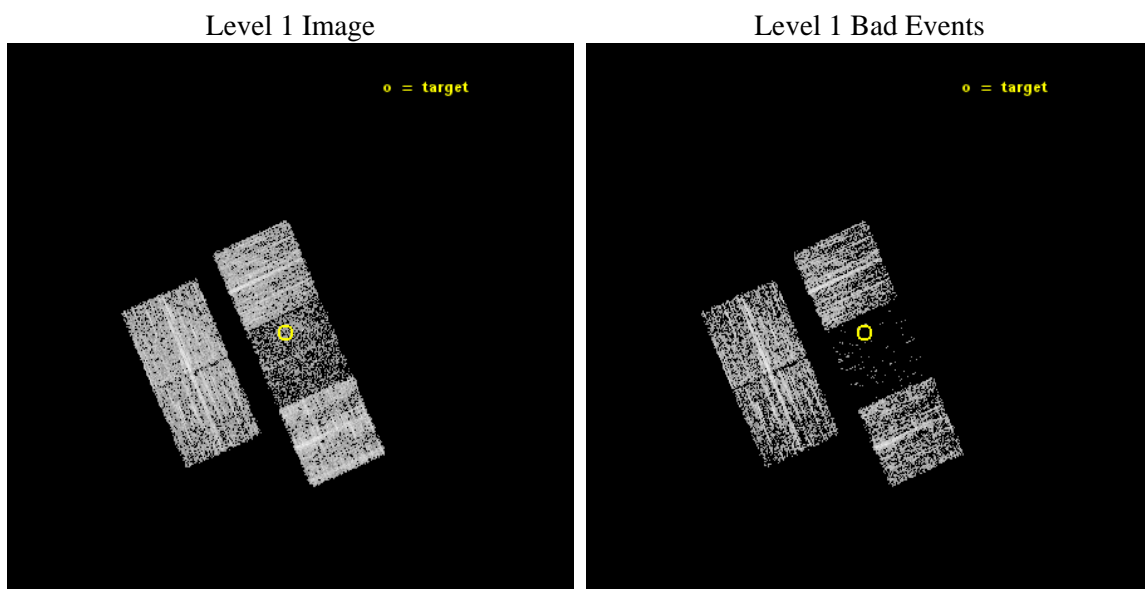 Level 1 Image
Level 1 Bad Events
o = target
o = target